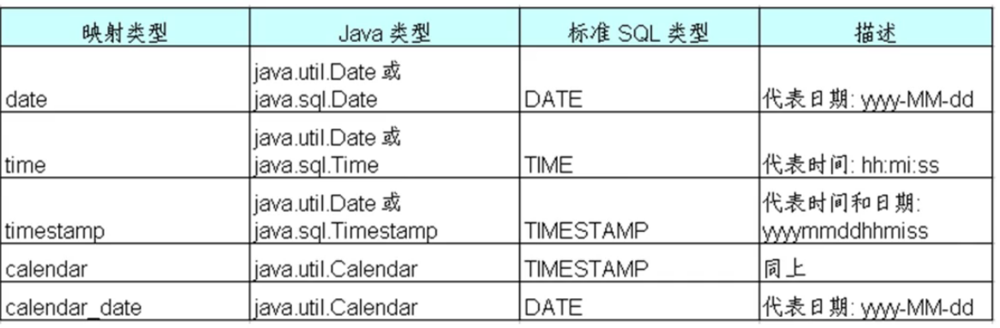 映射类型 Java 类型 标准 SQL 类型 描述
date java.util.Date 或 java.sql.Date DATE 代表日期: yyyy-MM-dd
time java.util.Date 或 java.sql.Time TIME 代表时间: hh:mi:ss
timestamp java.util.Date 或 java.sql.Timestamp TIMESTAMP 代表时间和日期: yyyymmddhhmiss
calendar java.util.Calendar TIMESTAMP 同上
calendar_date java.util.Calendar DATE 代表日期: yyyy-MM-dd